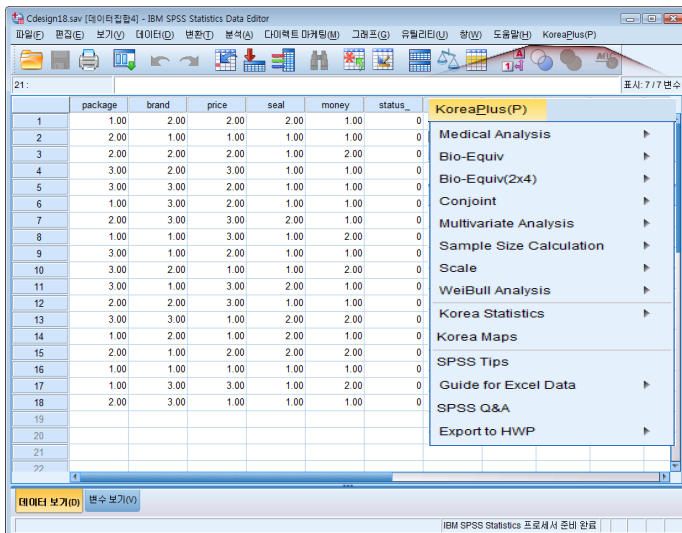 Cdesign18.sav [데이터집합4] - IBM SPSS Statistics Data Editor
파일(F) 편집(E) 보기(V) 데이터(D) 변환(T) 분석(A) 다이렉트 마케팅(M) 그래프(G) 유틸리티(U) 창(W) 도움말(H) KoreaPlus(P)
21: 표시: 7 / 7 변수
package brand price seal money status_
1 1.00 2.00 2.00 2.00 1.00 0
2 2.00 1.00 1.00 1.00 1.00 0
3 2.00 2.00 2.00 1.00 2.00 0
4 3.00 2.00 3.00 1.00 1.00 0
5 3.00 3.00 2.00 1.00 1.00 0
6 1.00 3.00 2.00 1.00 1.00 0
7 2.00 3.00 3.00 2.00 1.00 0
8 1.00 1.00 3.00 1.00 2.00 0
9 3.00 1.00 2.00 1.00 1.00 0
10 3.00 2.00 1.00 1.00 2.00 0
11 3.00 1.00 3.00 2.00 1.00 0
12 2.00 2.00 3.00 1.00 1.00 0
13 3.00 3.00 1.00 2.00 2.00 0
14 1.00 2.00 1.00 2.00 1.00 0
15 2.00 1.00 2.00 2.00 2.00 0
16 1.00 1.00 1.00 1.00 1.00 0
17 1.00 3.00 3.00 1.00 2.00 0
18 2.00 3.00 1.00 1.00 1.00 0
19
20
21
22
KoreaPlus(P)
Medical Analysis
Bio-Equiv
Bio-Equiv(2x4)
Conjoint
Multivariate Analysis
Sample Size Calculation
Scale
WeiBull Analysis
Korea Statistics
Korea Maps
SPSS Tips
Guide for Excel Data
SPSS Q&A
Export to HWP
데이터 보기(D) 변수 보기(V)
IBM SPSS Statistics 프로세서 준비 완료